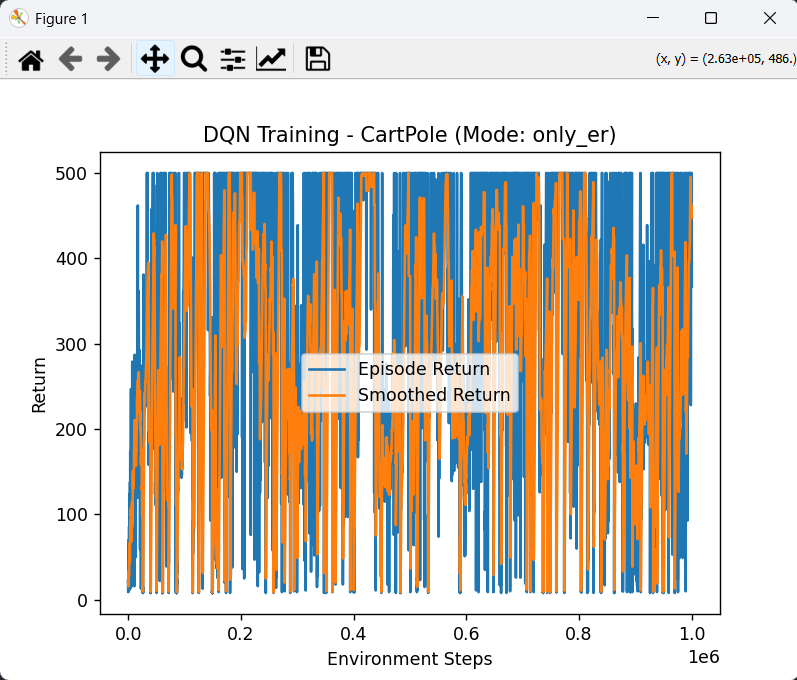 Figure 1
(x, y) = (2.63e+05, 486.)
DQN Training - CartPole (Mode: only_er)
500
400
300
200
100
0
Return
Episode Return
Smoothed Return
0.0 0.2 0.4 0.6 0.8 1.0
1e6
Environment Steps